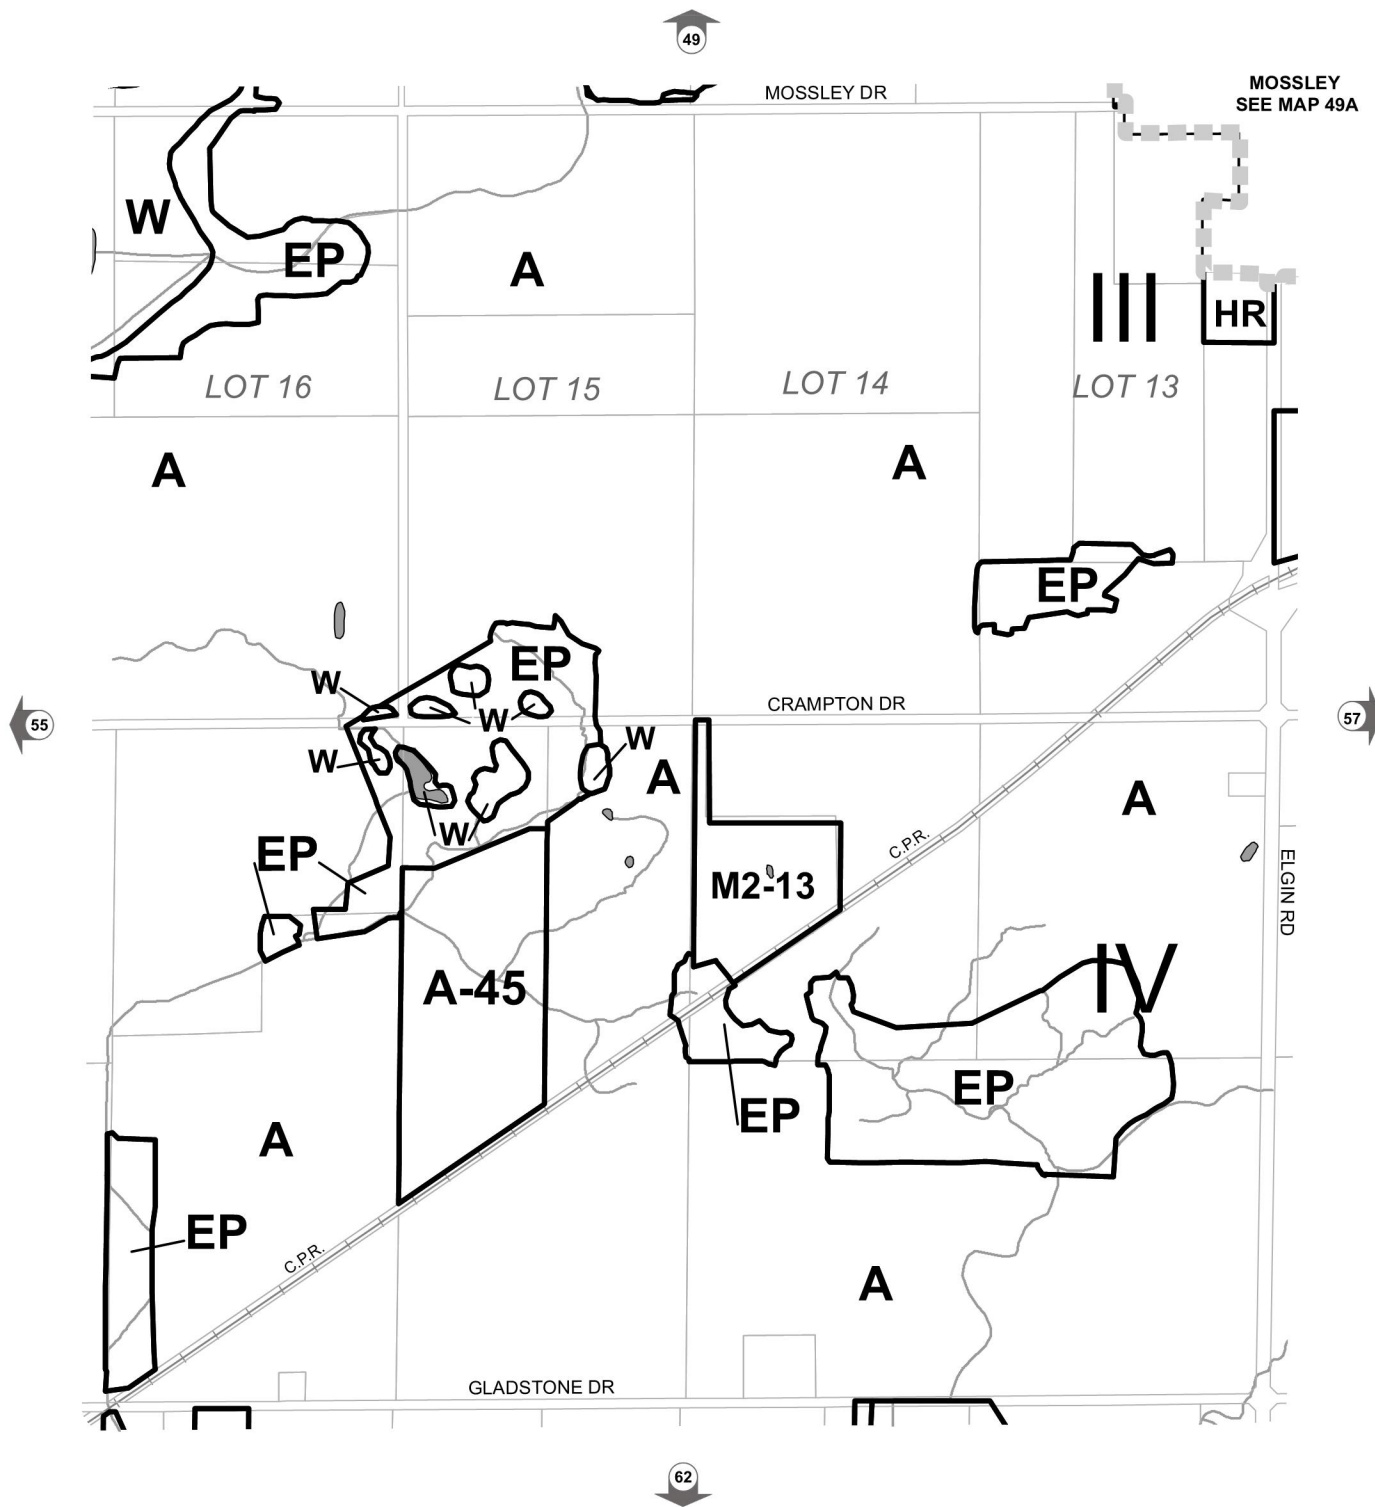 49
MOSSLEY
SEE MAP 49A
MOSSLEY DR
W
EP
A
III
HR
LOT 16
LOT 15
LOT 14
LOT 13
A
A
EP
EP
W
W
CRAMPTON DR
55
57
W
W
A
A
W
C.P.R.
EP
M2-13
ELGIN RD
A-45
IV
EP
EP
A
EP
C.P.R.
A
GLADSTONE DR
62